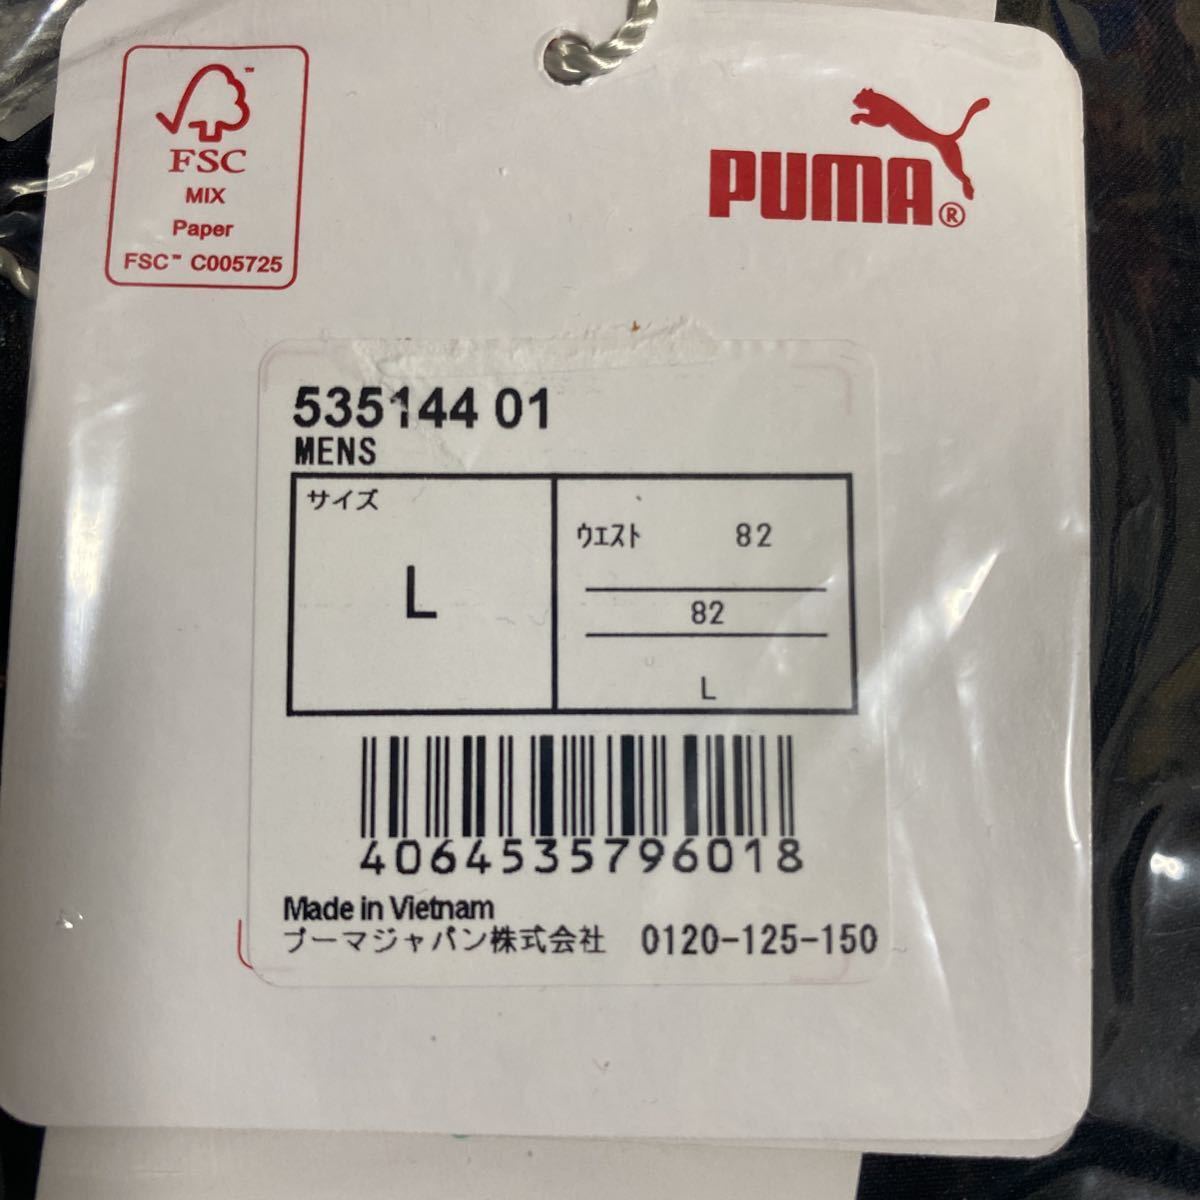 FSC
MIX
Paper
FSC™ C005725
PUMA®
535144 01
MENS
サイズ
L
ウエスト 82
82
L
4064535796018
Made in Vietnam
プーマジャパン株式会社 0120-125-150